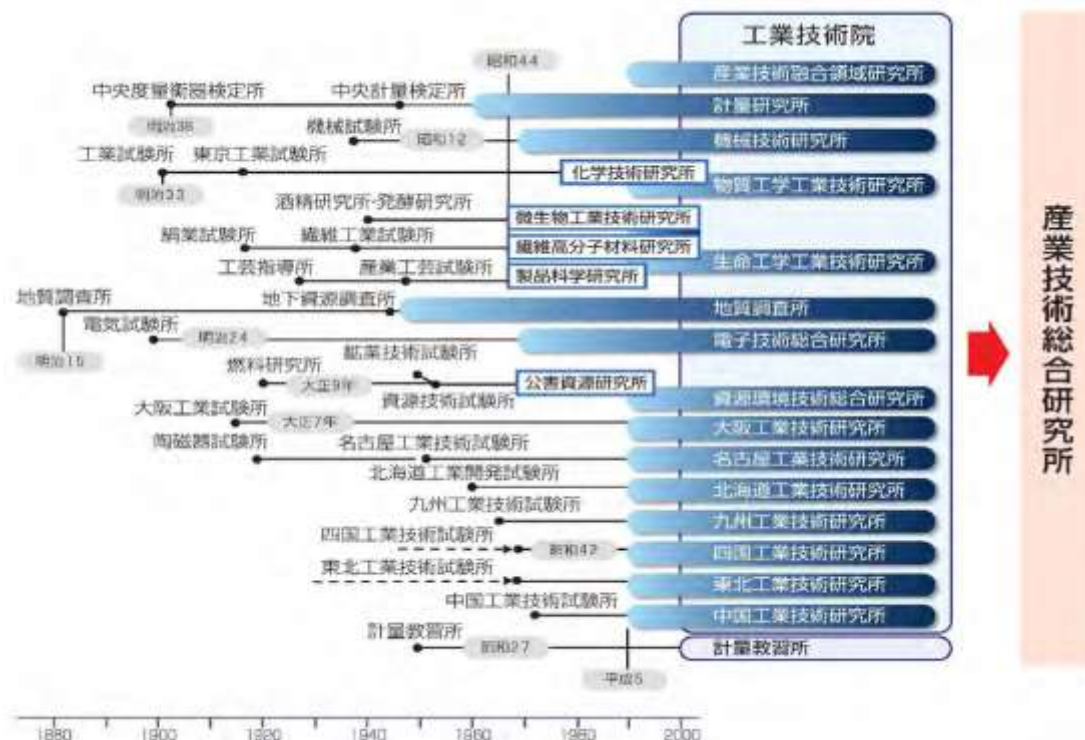 工業技術院
昭和44
産業技術融合領域研究所
中央度量衡器検定所
中央計量検定所
計量研究所
明治36
機械試験所
昭和12
機械技術研究所
工業試験所
東京工業試験所
化学技術研究所
物質工学工業技術研究所
明治33
酒精研究所-発酵研究所
微生物工業技術研究所
絹業試験所
繊維工業試験所
繊維高分子材料研究所
生命工学工業技術研究所
工芸指導所
産業工芸試験所
製品科学研究所
地質調査所
地下資源調査所
地質調査所
電気試験所
明治24
電子技術総合研究所
明治15
鉱業技術試験所
燃料研究所
大正9年
公害資源研究所
資源技術試験所
資源環境技術総合研究所
大阪工業試験所
大正7年
大阪工業技術研究所
陶磁器試験所
名古屋工業技術試験所
名古屋工業技術研究所
北海道工業開発試験所
北海道工業技術研究所
九州工業技術試験所
九州工業技術研究所
四国工業技術試験所
昭和42
四国工業技術研究所
東北工業技術試験所
東北工業技術研究所
中国工業技術試験所
中国工業技術研究所
計量教習所
昭和27
計量教習所
平成5
産業技術総合研究所
1880 1900 1920 1940 1960 1980 2000